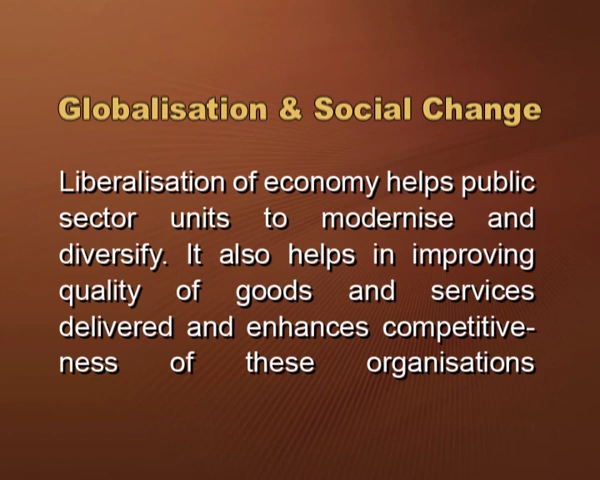 Globalisation & Social Change
Liberalisation of economy helps public
sector units to modernise and
diversify. It also helps in improving
quality of goods and services
delivered and enhances competitive-
ness of these organisations